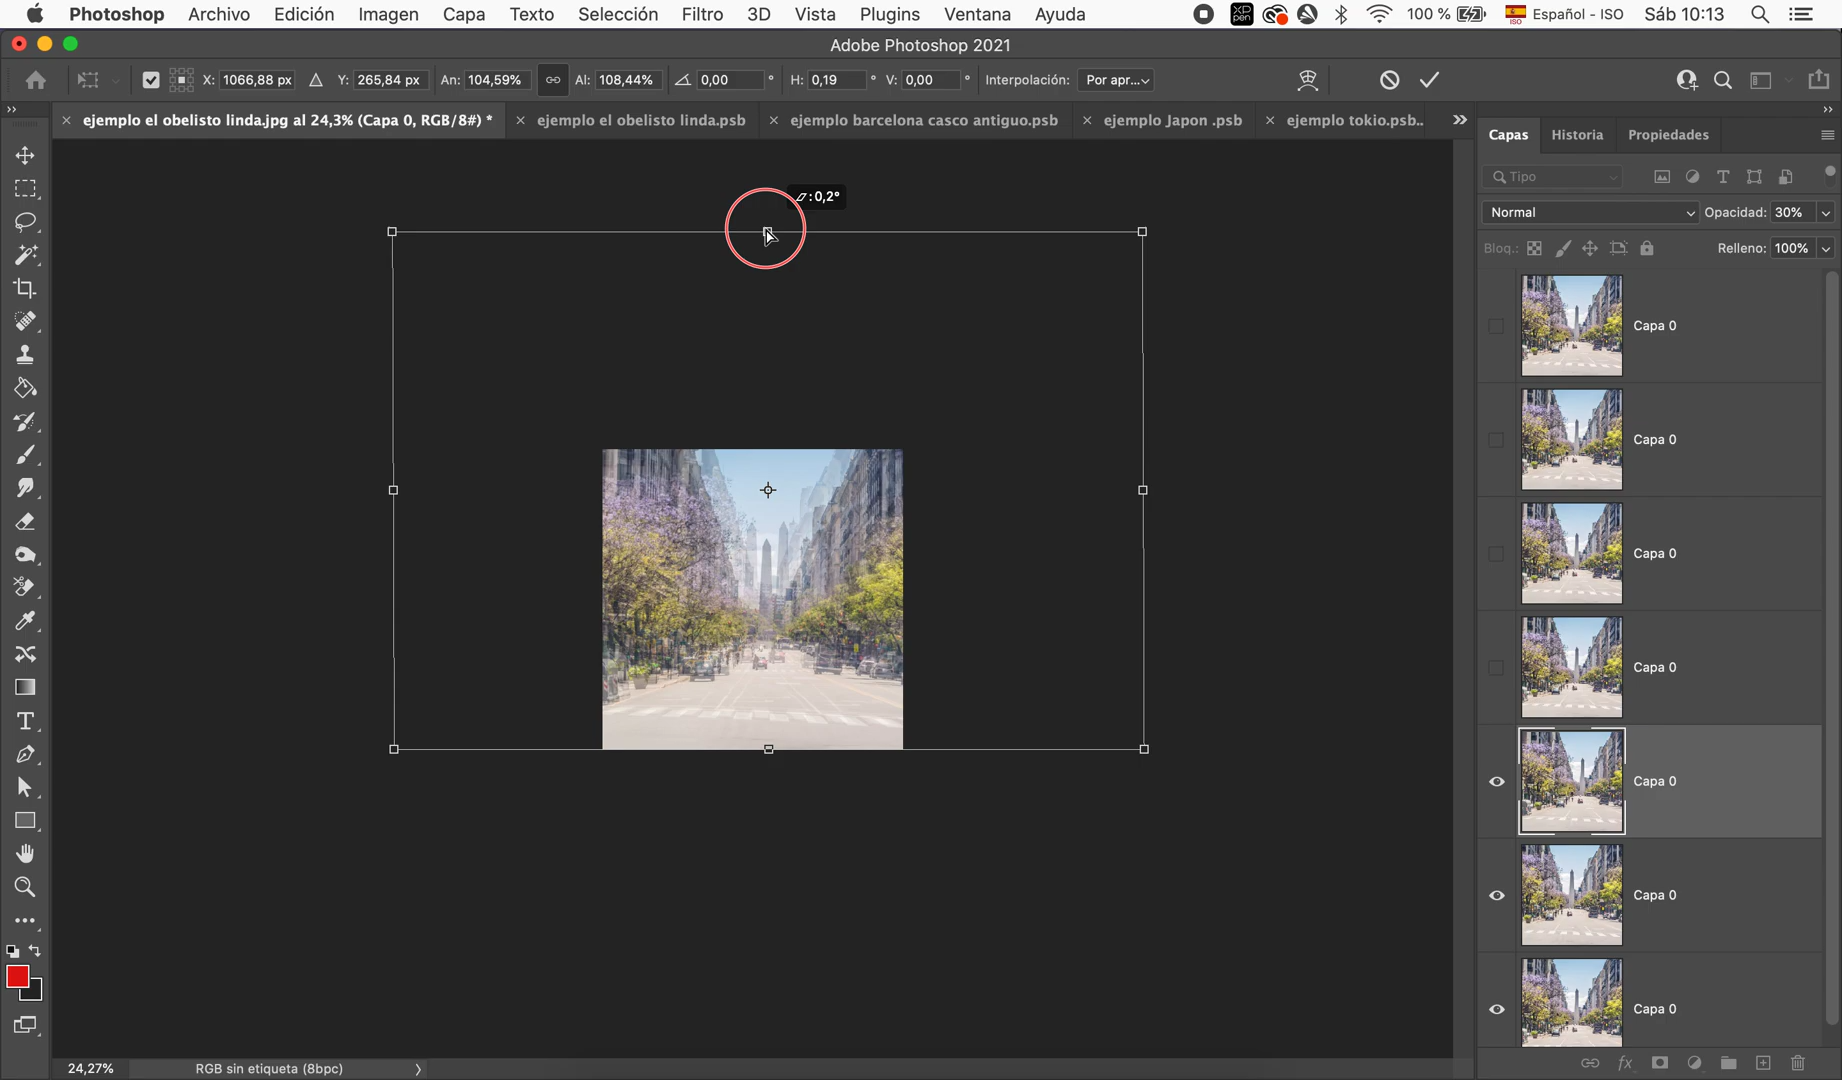 Photoshop Archivo Edición Imagen Capa Texto Selección Filtro 3D Vista Plugins Ventana Ayuda 100 % Español - ISO Sáb 10:13
Adobe Photoshop 2021
X: 1066,88 px Y: 265,84 px An: 104,59% Al: 108,44% 0,00 ° H: 0,19 ° V: 0,00 ° Interpolación: Por apr...
ejemplo el obelisto linda.jpg al 24,3% (Capa 0, RGB/8#) * ejemplo el obelisto linda.psb ejemplo barcelona casco antiguo.psb ejemplo Japon .psb ejemplo tokio.psb..
Capas Historia Propiedades
Tipo
: 0,2°
Normal Opacidad: 30%
Bloq.: Relleno: 100%
Capa 0
Capa 0
Capa 0
Capa 0
Capa 0
Capa 0
Capa 0
24,27% RGB sin etiqueta (8bpc)